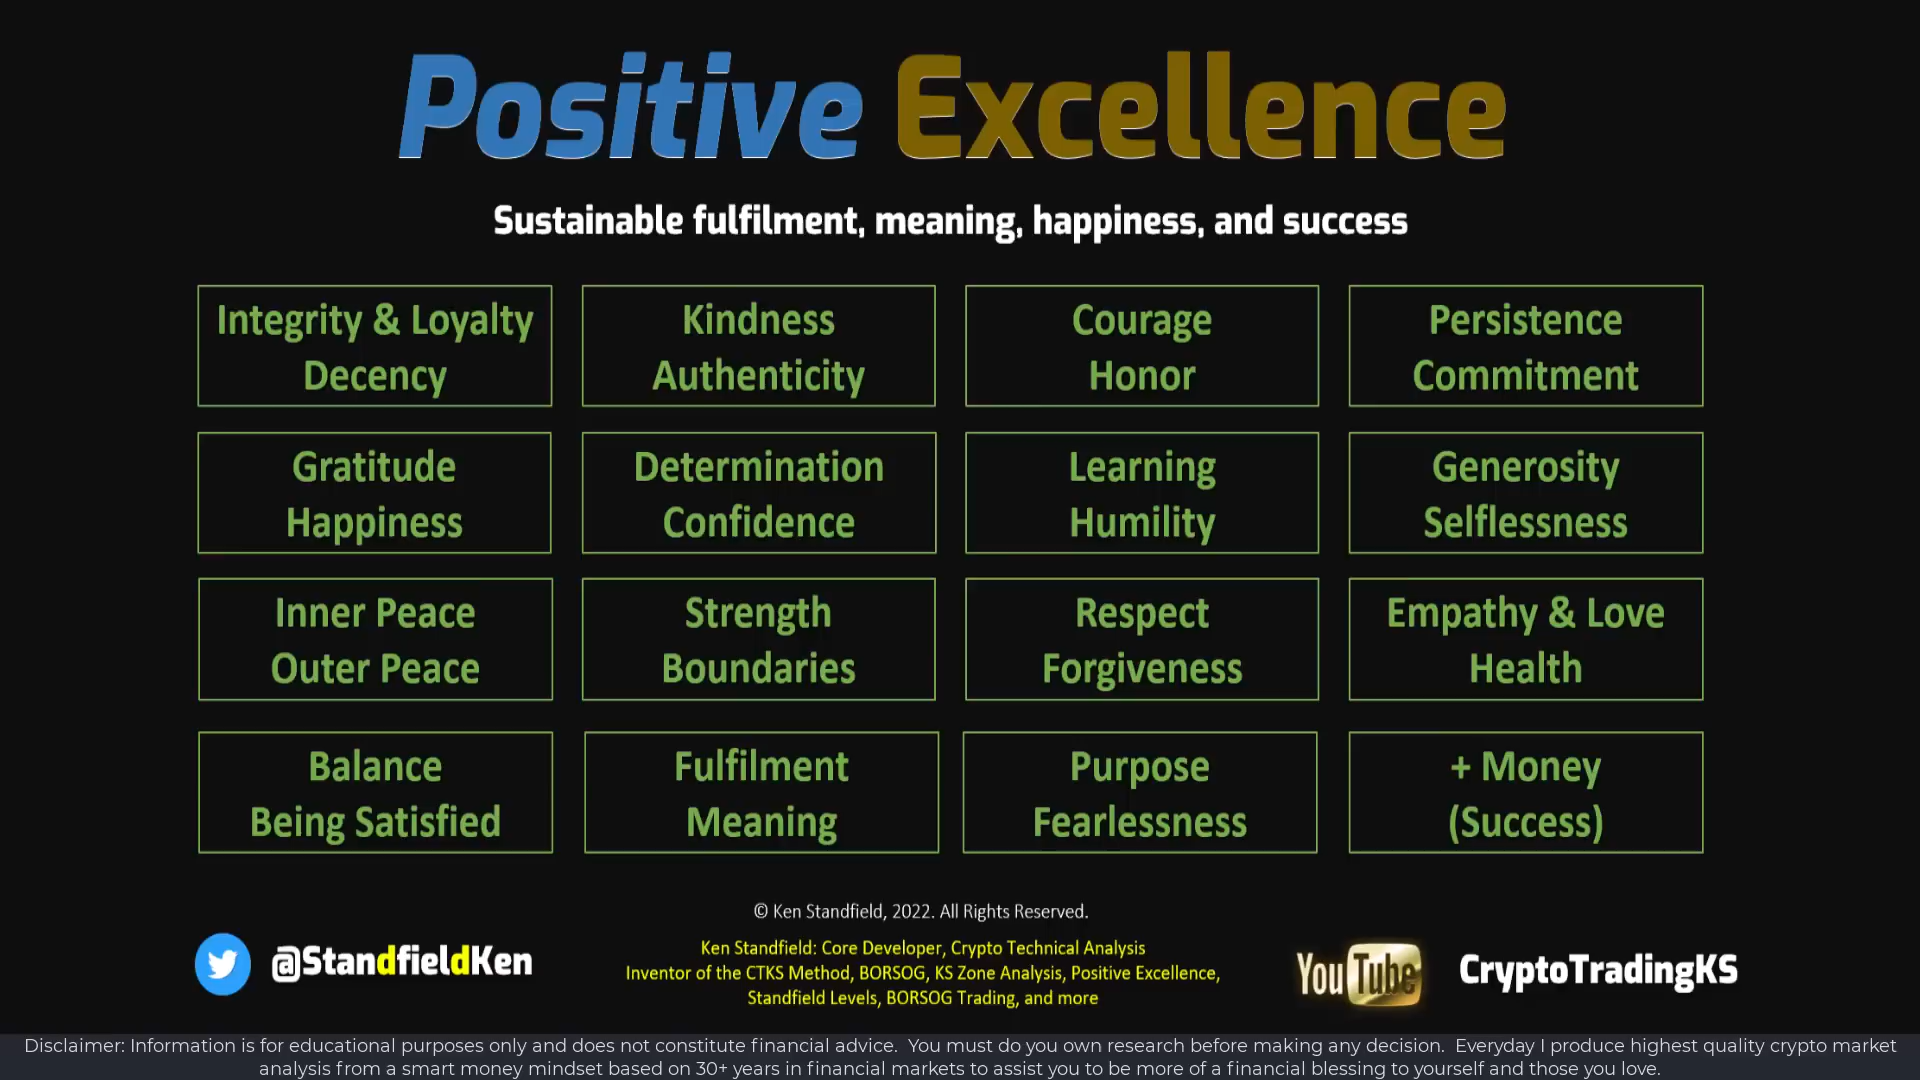 Positive Excellence
Sustainable fulfilment, meaning, happiness, and success
Integrity & Loyalty
Decency
Kindness
Authenticity
Courage
Honor
Persistence
Commitment
Gratitude
Happiness
Determination
Confidence
Learning
Humility
Generosity
Selflessness
Inner Peace
Outer Peace
Strength
Boundaries
Respect
Forgiveness
Empathy & Love
Health
Balance
Being Satisfied
Fulfilment
Meaning
Purpose
Fearlessness
+ Money
(Success)
© Ken Standfield, 2022. All Rights Reserved.
@StandfieldKen
Ken Standfield: Core Developer, Crypto Technical Analysis
Inventor of the CTKS Method, BORSOG, KS Zone Analysis, Positive Excellence,
Standfield Levels, BORSOG Trading, and more
YouTube
CryptoTradingKS
Disclaimer: Information is for educational purposes only and does not constitute financial advice.  You must do you own research before making any decision.  Everyday I produce highest quality crypto market
analysis from a smart money mindset based on 30+ years in financial markets to assist you to be more of a financial blessing to yourself and those you love.